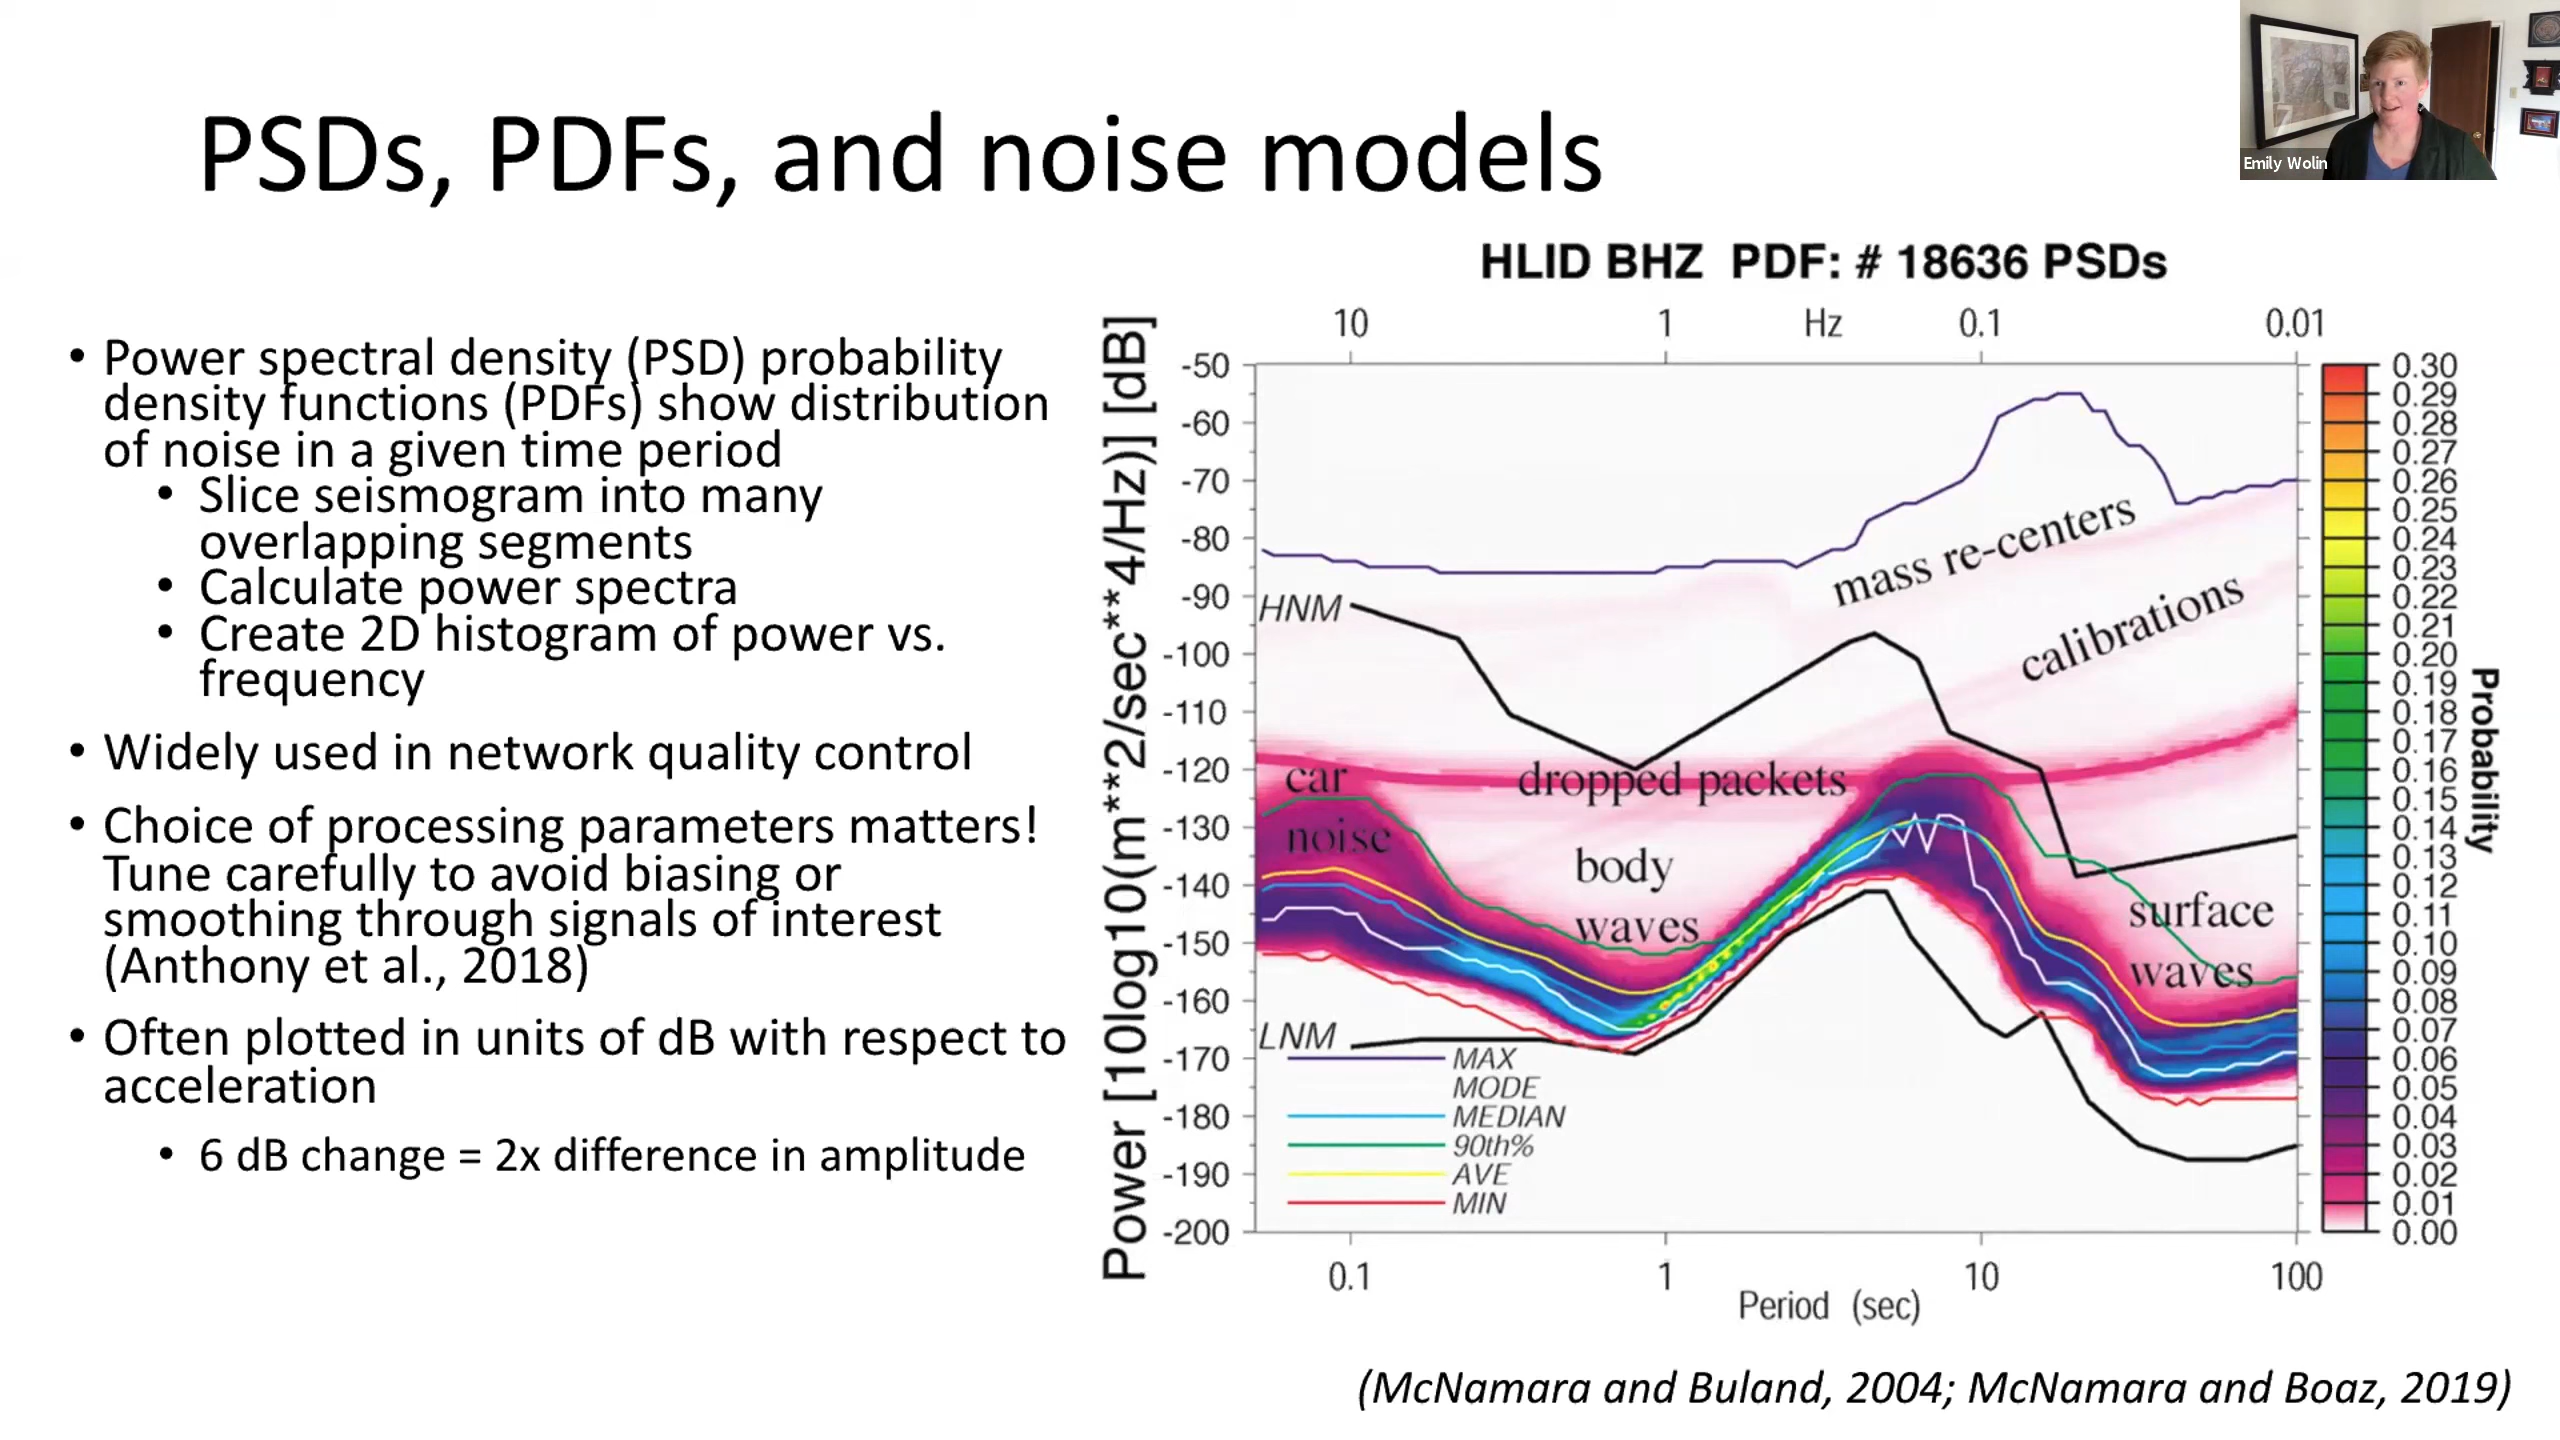 Emily Wolin
PSDs, PDFs, and noise models
• Power spectral density (PSD) probability
density functions (PDFs) show distribution
of noise in a given time period
• Slice seismogram into many
overlapping segments
• Calculate power spectra
• Create 2D histogram of power vs.
frequency
• Widely used in network quality control
• Choice of processing parameters matters!
Tune carefully to avoid biasing or
smoothing through signals of interest
(Anthony et al., 2018)
• Often plotted in units of dB with respect to
acceleration
• 6 dB change = 2x difference in amplitude
HLID BHZ PDF: # 18636 PSDs
10 1 Hz 0.1 0.01
Power [10log10(m**2/sec**4/Hz)] [dB]
-50
-60
-70
-80
-90
-100
-110
-120
-130
-140
-150
-160
-170
-180
-190
-200
mass re-centers
HNM
calibrations
car
noise
dropped packets
body
waves
surface
waves
LNM
MAX
MODE
MEDIAN
90th%
AVE
MIN
0.1 1 10 100
Period (sec)
0.30
0.29
0.28
0.27
0.26
0.25
0.24
0.23
0.22
0.21
0.20
0.19
0.18
0.17
0.16
0.15
0.14
0.13
0.12
0.11
0.10
0.09
0.08
0.07
0.06
0.05
0.04
0.03
0.02
0.01
0.00
Probability
(McNamara and Buland, 2004; McNamara and Boaz, 2019)